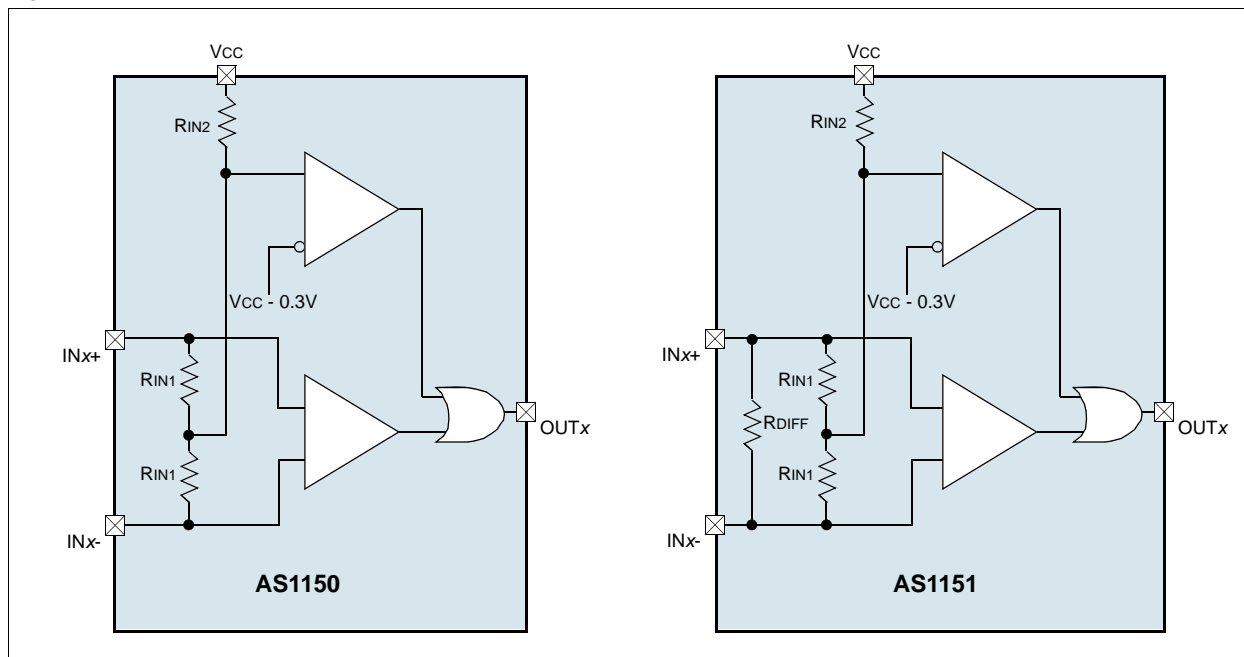 VCC
RIN2
VCC - 0.3V
INx+
RIN1
RIN1
OUTx
INx-
AS1150
VCC
RIN2
VCC - 0.3V
INx+
RIN1
RDIFF
RIN1
OUTx
INx-
AS1151